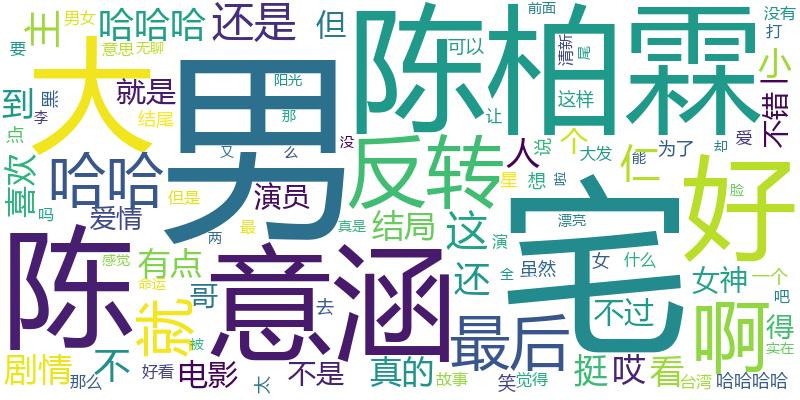 哈哈哈 还是 但 陈柏霖 前面 没有
主 男女 要 意思 无聊 打
大 男 可以 清新 尾 小
到 黑 就是 阳光 这样 不错
李 结尾 那 让
点 哈哈 又 么 没 反转 人 说 个 大发 为了 却 爱
喜欢 能 仁
吗 爱情 但是 演员 星 想 脸
陈 两 最 真是 结局 这 演 宅 漂亮 好
感觉 有点 意涵 还 全 虽然 女 什么 女神 一个
命运 就 哥 去 不过 吧
被 最后 啊 得
剧情 不 好看 电影 太 不是 真的 故事 笑 觉得 挺 哎 看 台湾 实在
那么 哈哈哈哈